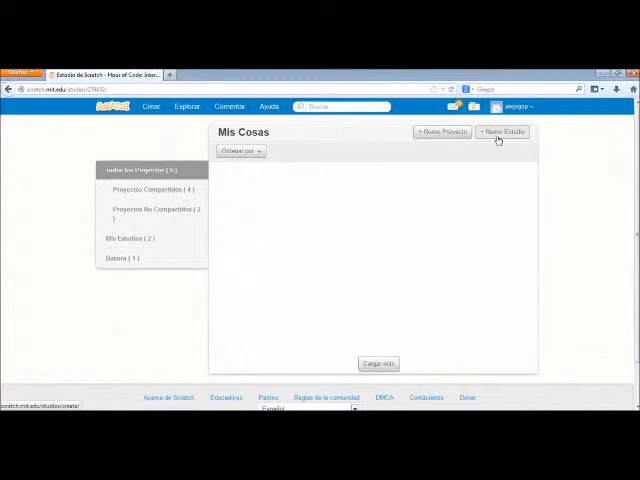 Firefox
Estudio de Scratch - Hour of Code: Inter...
scratch.mit.edu/studios/279432/
Google
SCRATCH
Crear
Explorar
Comentar
Ayuda
Buscar
alejogsp
Mis Cosas
+ Nuevo Proyecto
+ Nuevo Estudio
Ordenar por
Todos los Proyectos ( 6 )
Proyectos Compartidos ( 4 )
Proyectos No Compartidos ( 2
)
Mis Estudios ( 2 )
Basura ( 1 )
Cargar más
Acerca de Scratch
Educadores
Padres
Reglas de la comunidad
DMCA
Contáctenos
Donar
scratch.mit.edu/studios/create/
Español